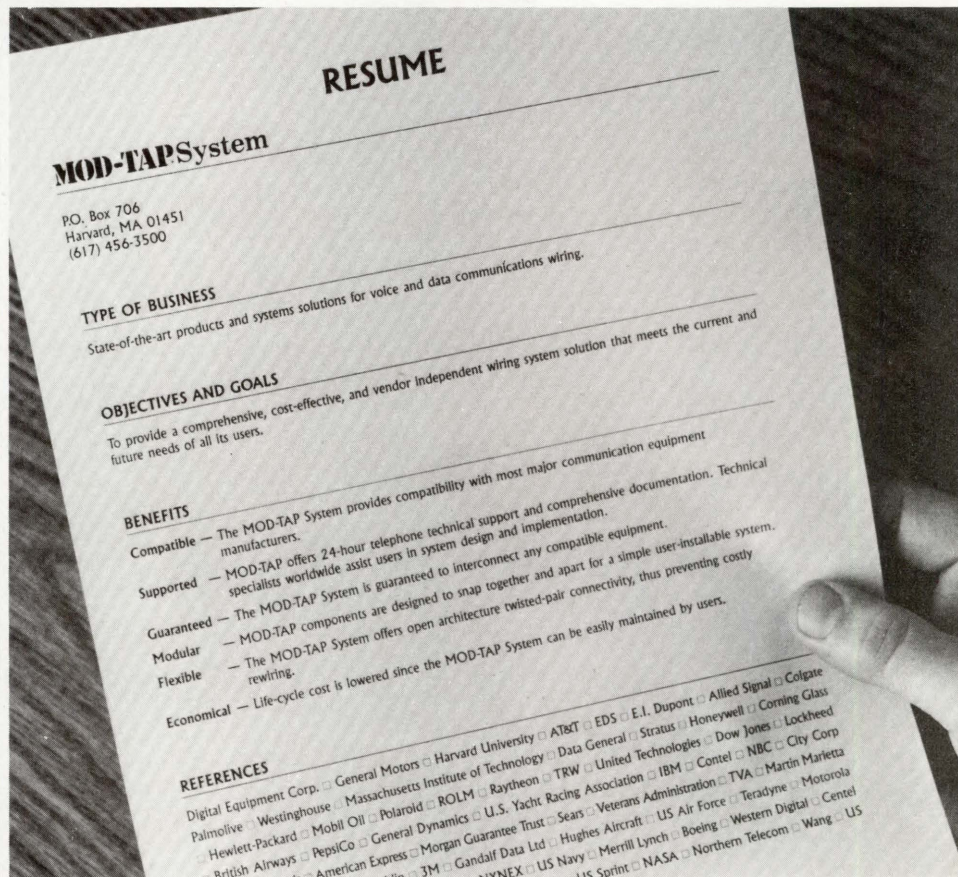 RESUME
MOD-TAP System
P.O. Box 706
Harvard, MA 01451
(617) 456-3500
TYPE OF BUSINESS
State-of-the-art products and systems solutions for voice and data communications wiring.
OBJECTIVES AND GOALS
To provide a comprehensive, cost-effective, and vendor independent wiring system solution that meets the current and
future needs of all its users.
BENEFITS
Compatible — The MOD-TAP System provides compatibility with most major communication equipment
manufacturers.
Supported — MOD-TAP offers 24-hour telephone technical support and comprehensive documentation. Technical
specialists worldwide assist users in system design and implementation.
Guaranteed — The MOD-TAP System is guaranteed to interconnect any compatible equipment.
Modular — MOD-TAP components are designed to snap together and apart for a simple user-installable system.
Flexible — The MOD-TAP System offers open architecture twisted-pair connectivity, thus preventing costly
rewiring.
Economical — Life-cycle cost is lowered since the MOD-TAP System can be easily maintained by users.
REFERENCES
Digital Equipment Corp. □ General Motors □ Harvard University □ AT&T □ EDS □ E.I. Dupont □ Allied Signal □ Colgate
Palmolive □ Westinghouse □ Massachusetts Institute of Technology □ Data General □ Stratus □ Honeywell □ Corning Glass
□ Hewlett-Packard □ Mobil Oil □ Polaroid □ ROLM □ Raytheon □ TRW □ United Technologies □ Dow Jones □ Lockheed
British Airways □ PepsiCo □ General Dynamics □ U.S. Yacht Racing Association □ IBM □ Contel □ NBC □ City Corp
American Express □ Morgan Guarantee Trust □ Sears □ Veterans Administration □ TVA □ Martin Marietta
3M □ Gandalf Data Ltd □ Hughes Aircraft □ US Air Force □ Teradyne □ Motorola
NYNEX □ US Navy □ Merrill Lynch □ Boeing □ Western Digital □ Centel
US Sprint □ NASA □ Northern Telecom □ Wang □ US